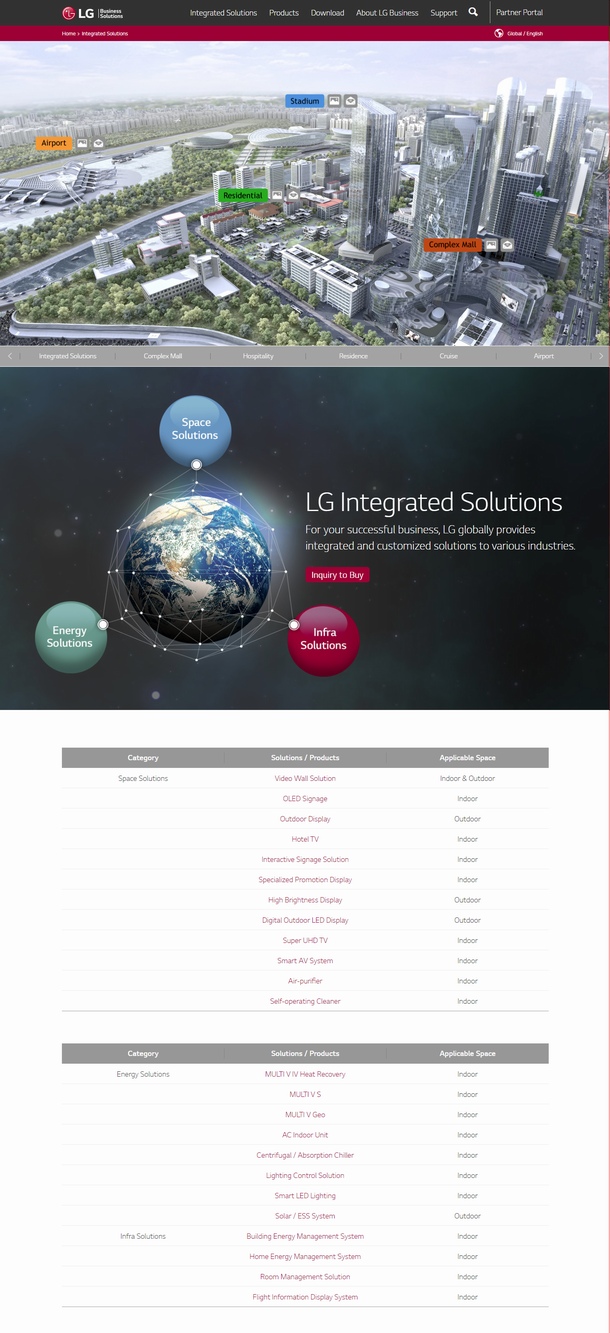 LG Business Solutions
Integrated Solutions Products Download About LG Business Support Partner Portal
Home › Integrated Solutions Global / English
Stadium
Airport
Residential
Complex Mall
Integrated Solutions Complex Mall Hospitality Residence Cruise Airport
Space
Solutions
LG Integrated Solutions
For your successful business, LG globally provides
integrated and customized solutions to various industries.
Inquiry to Buy
Energy
Solutions
Infra
Solutions
Category Solutions / Products Applicable Space
Space Solutions Video Wall Solution Indoor & Outdoor
OLED Signage Indoor
Outdoor Display Outdoor
Hotel TV Indoor
Interactive Signage Solution Indoor
Specialized Promotion Display Indoor
High Brightness Display Outdoor
Digital Outdoor LED Display Outdoor
Super UHD TV Indoor
Smart AV System Indoor
Air-purifier Indoor
Self-operating Cleaner Indoor
Category Solutions / Products Applicable Space
Energy Solutions MULTI V IV Heat Recovery Indoor
MULTI V S Indoor
MULTI V Geo Indoor
AC Indoor Unit Indoor
Centrifugal / Absorption Chiller Indoor
Lighting Control Solution Indoor
Smart LED Lighting Indoor
Solar / ESS System Outdoor
Infra Solutions Building Energy Management System Indoor
Home Energy Management System Indoor
Room Management Solution Indoor
Flight Information Display System Indoor